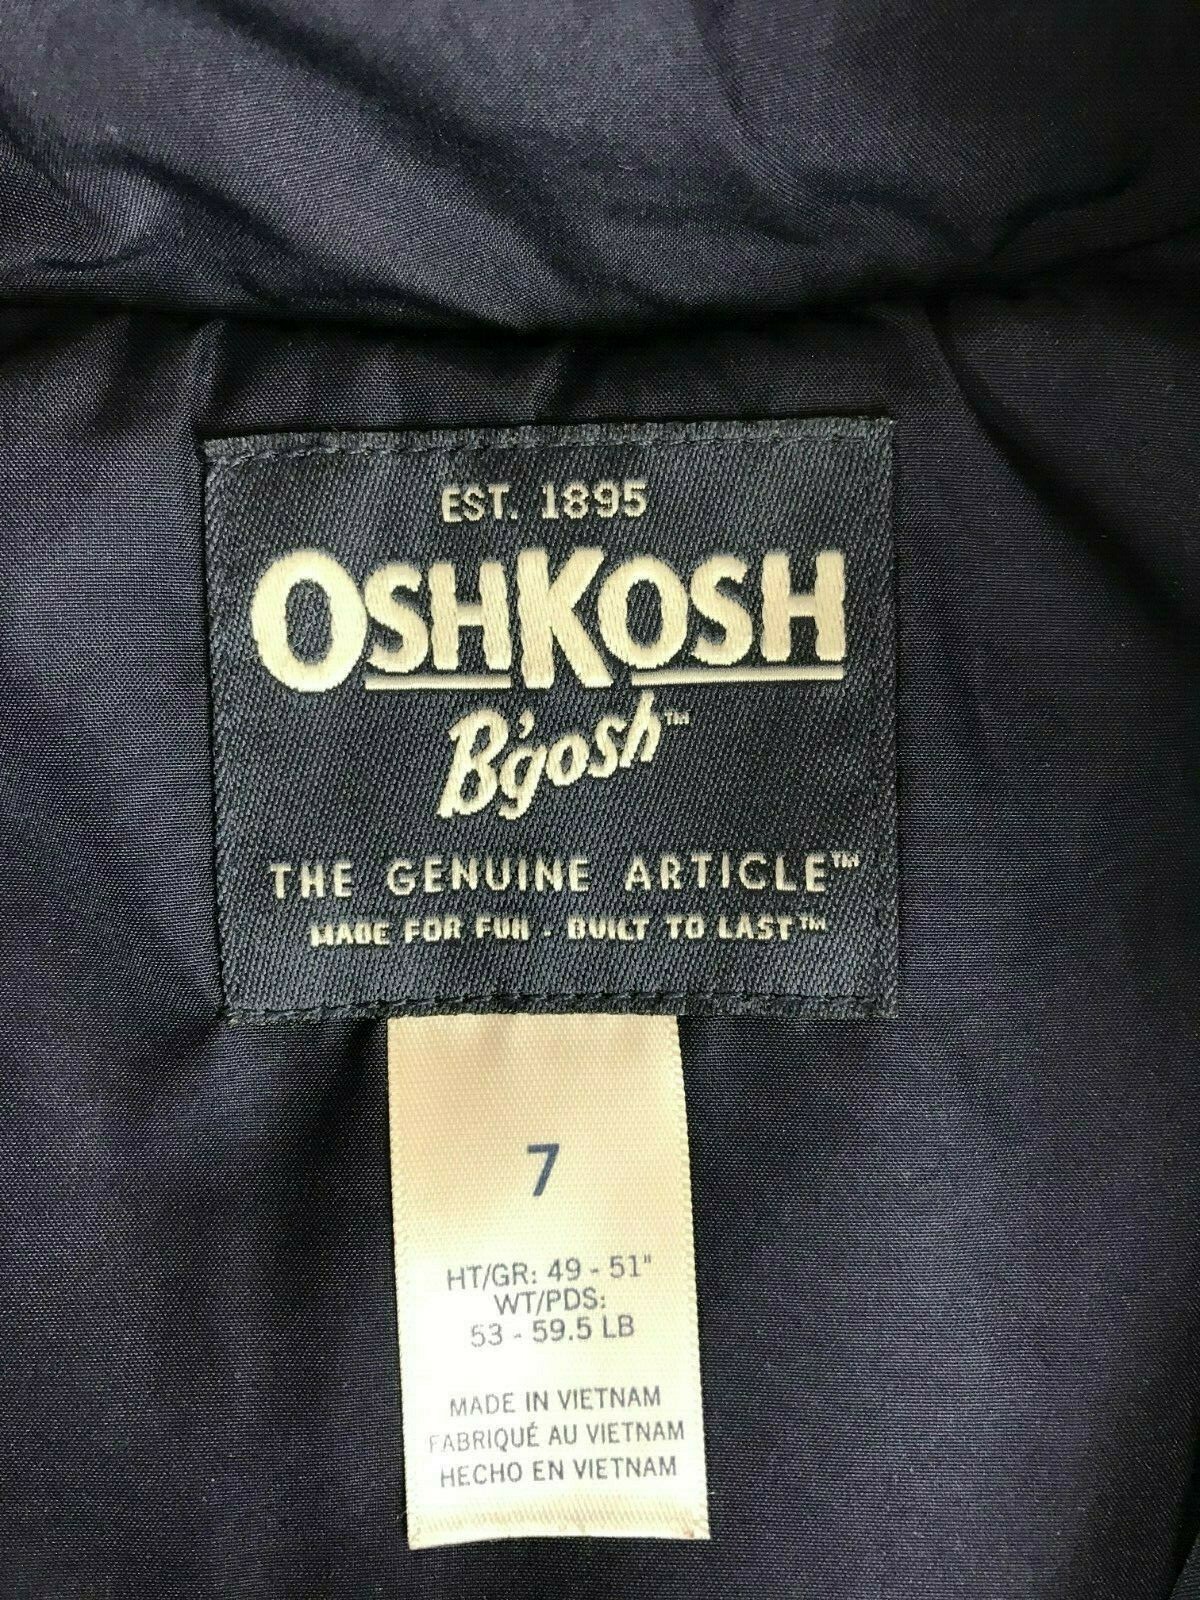 EST. 1895
OSHKOSH
B'gosh™
THE GENUINE ARTICLE™
MADE FOR FUN - BUILT TO LAST™
7
HT/GR: 49 - 51"
WT/PDS:
53 - 59.5 LB
MADE IN VIETNAM
FABRIQUÉ AU VIETNAM
HECHO EN VIETNAM